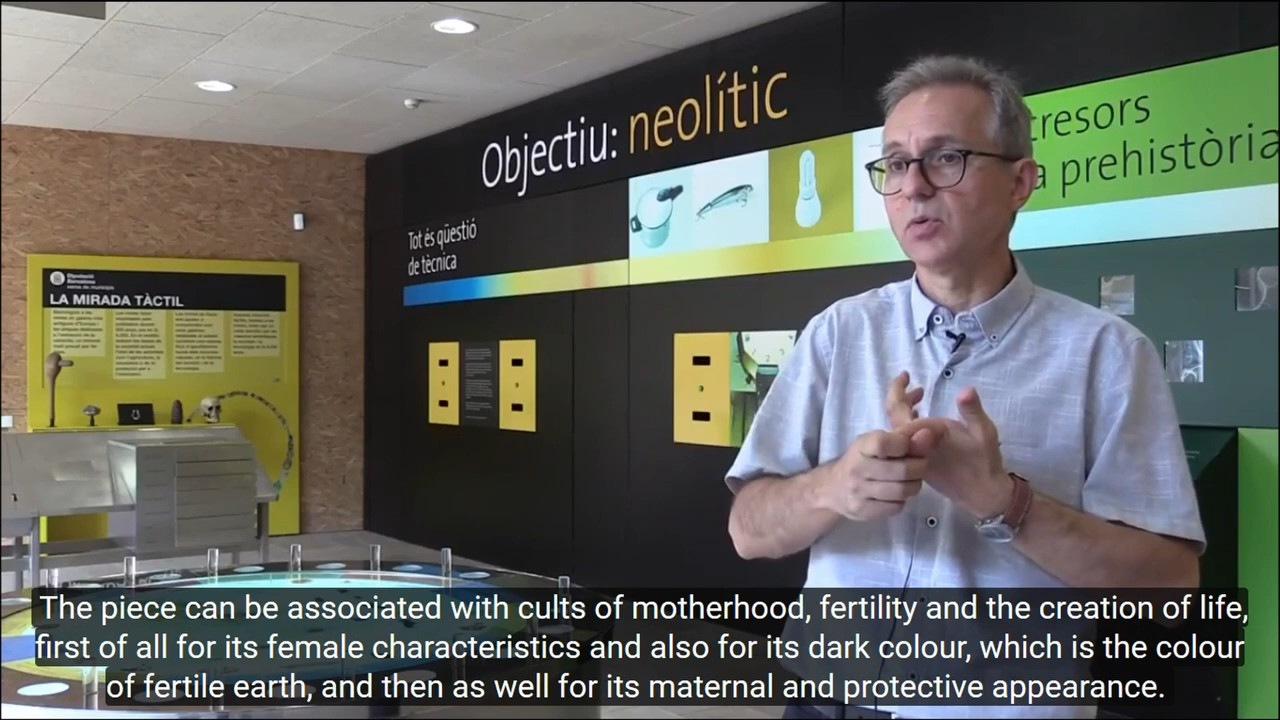 Objectiu: neolític
tresors
a prehistòria
Tot és qüestió
de tècnica
Diputació
Barcelona
LA MIRADA TÀCTIL
The piece can be associated with cults of motherhood, fertility and the creation of life,
first of all for its female characteristics and also for its dark colour, which is the colour
of fertile earth, and then as well for its maternal and protective appearance.